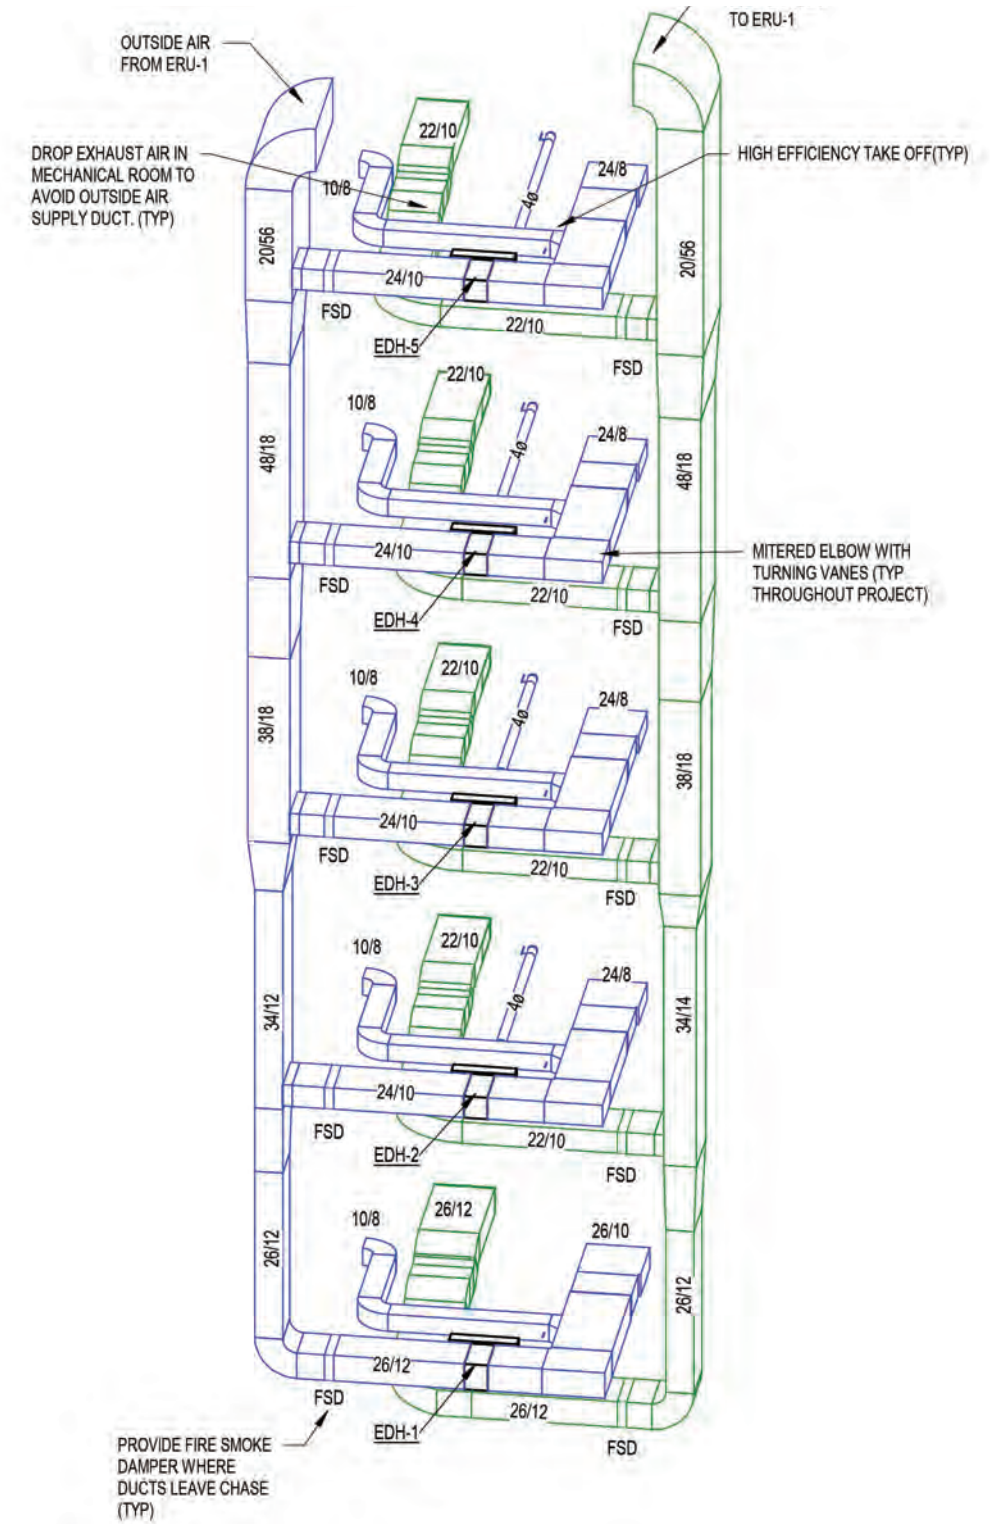 TO ERU-1
OUTSIDE AIR
FROM ERU-1
22/10
DROP EXHAUST AIR IN
MECHANICAL ROOM TO
AVOID OUTSIDE AIR
SUPPLY DUCT. (TYP)
HIGH EFFICIENCY TAKE OFF(TYP)
10/8
4ø
24/8
20/56
20/56
24/10
FSD
22/10
EDH-5
FSD
22/10
10/8
4ø
24/8
48/18
48/18
24/10
MITERED ELBOW WITH
TURNING VANES (TYP
THROUGHOUT PROJECT)
FSD
22/10
EDH-4
FSD
22/10
10/8
4ø
24/8
38/18
38/18
24/10
FSD
22/10
EDH-3
FSD
22/10
10/8
4ø
24/8
34/12
34/14
24/10
FSD
22/10
EDH-2
FSD
26/12
10/8
26/10
26/12
26/12
26/12
FSD
26/12
EDH-1
FSD
PROVIDE FIRE SMOKE
DAMPER WHERE
DUCTS LEAVE CHASE
(TYP)